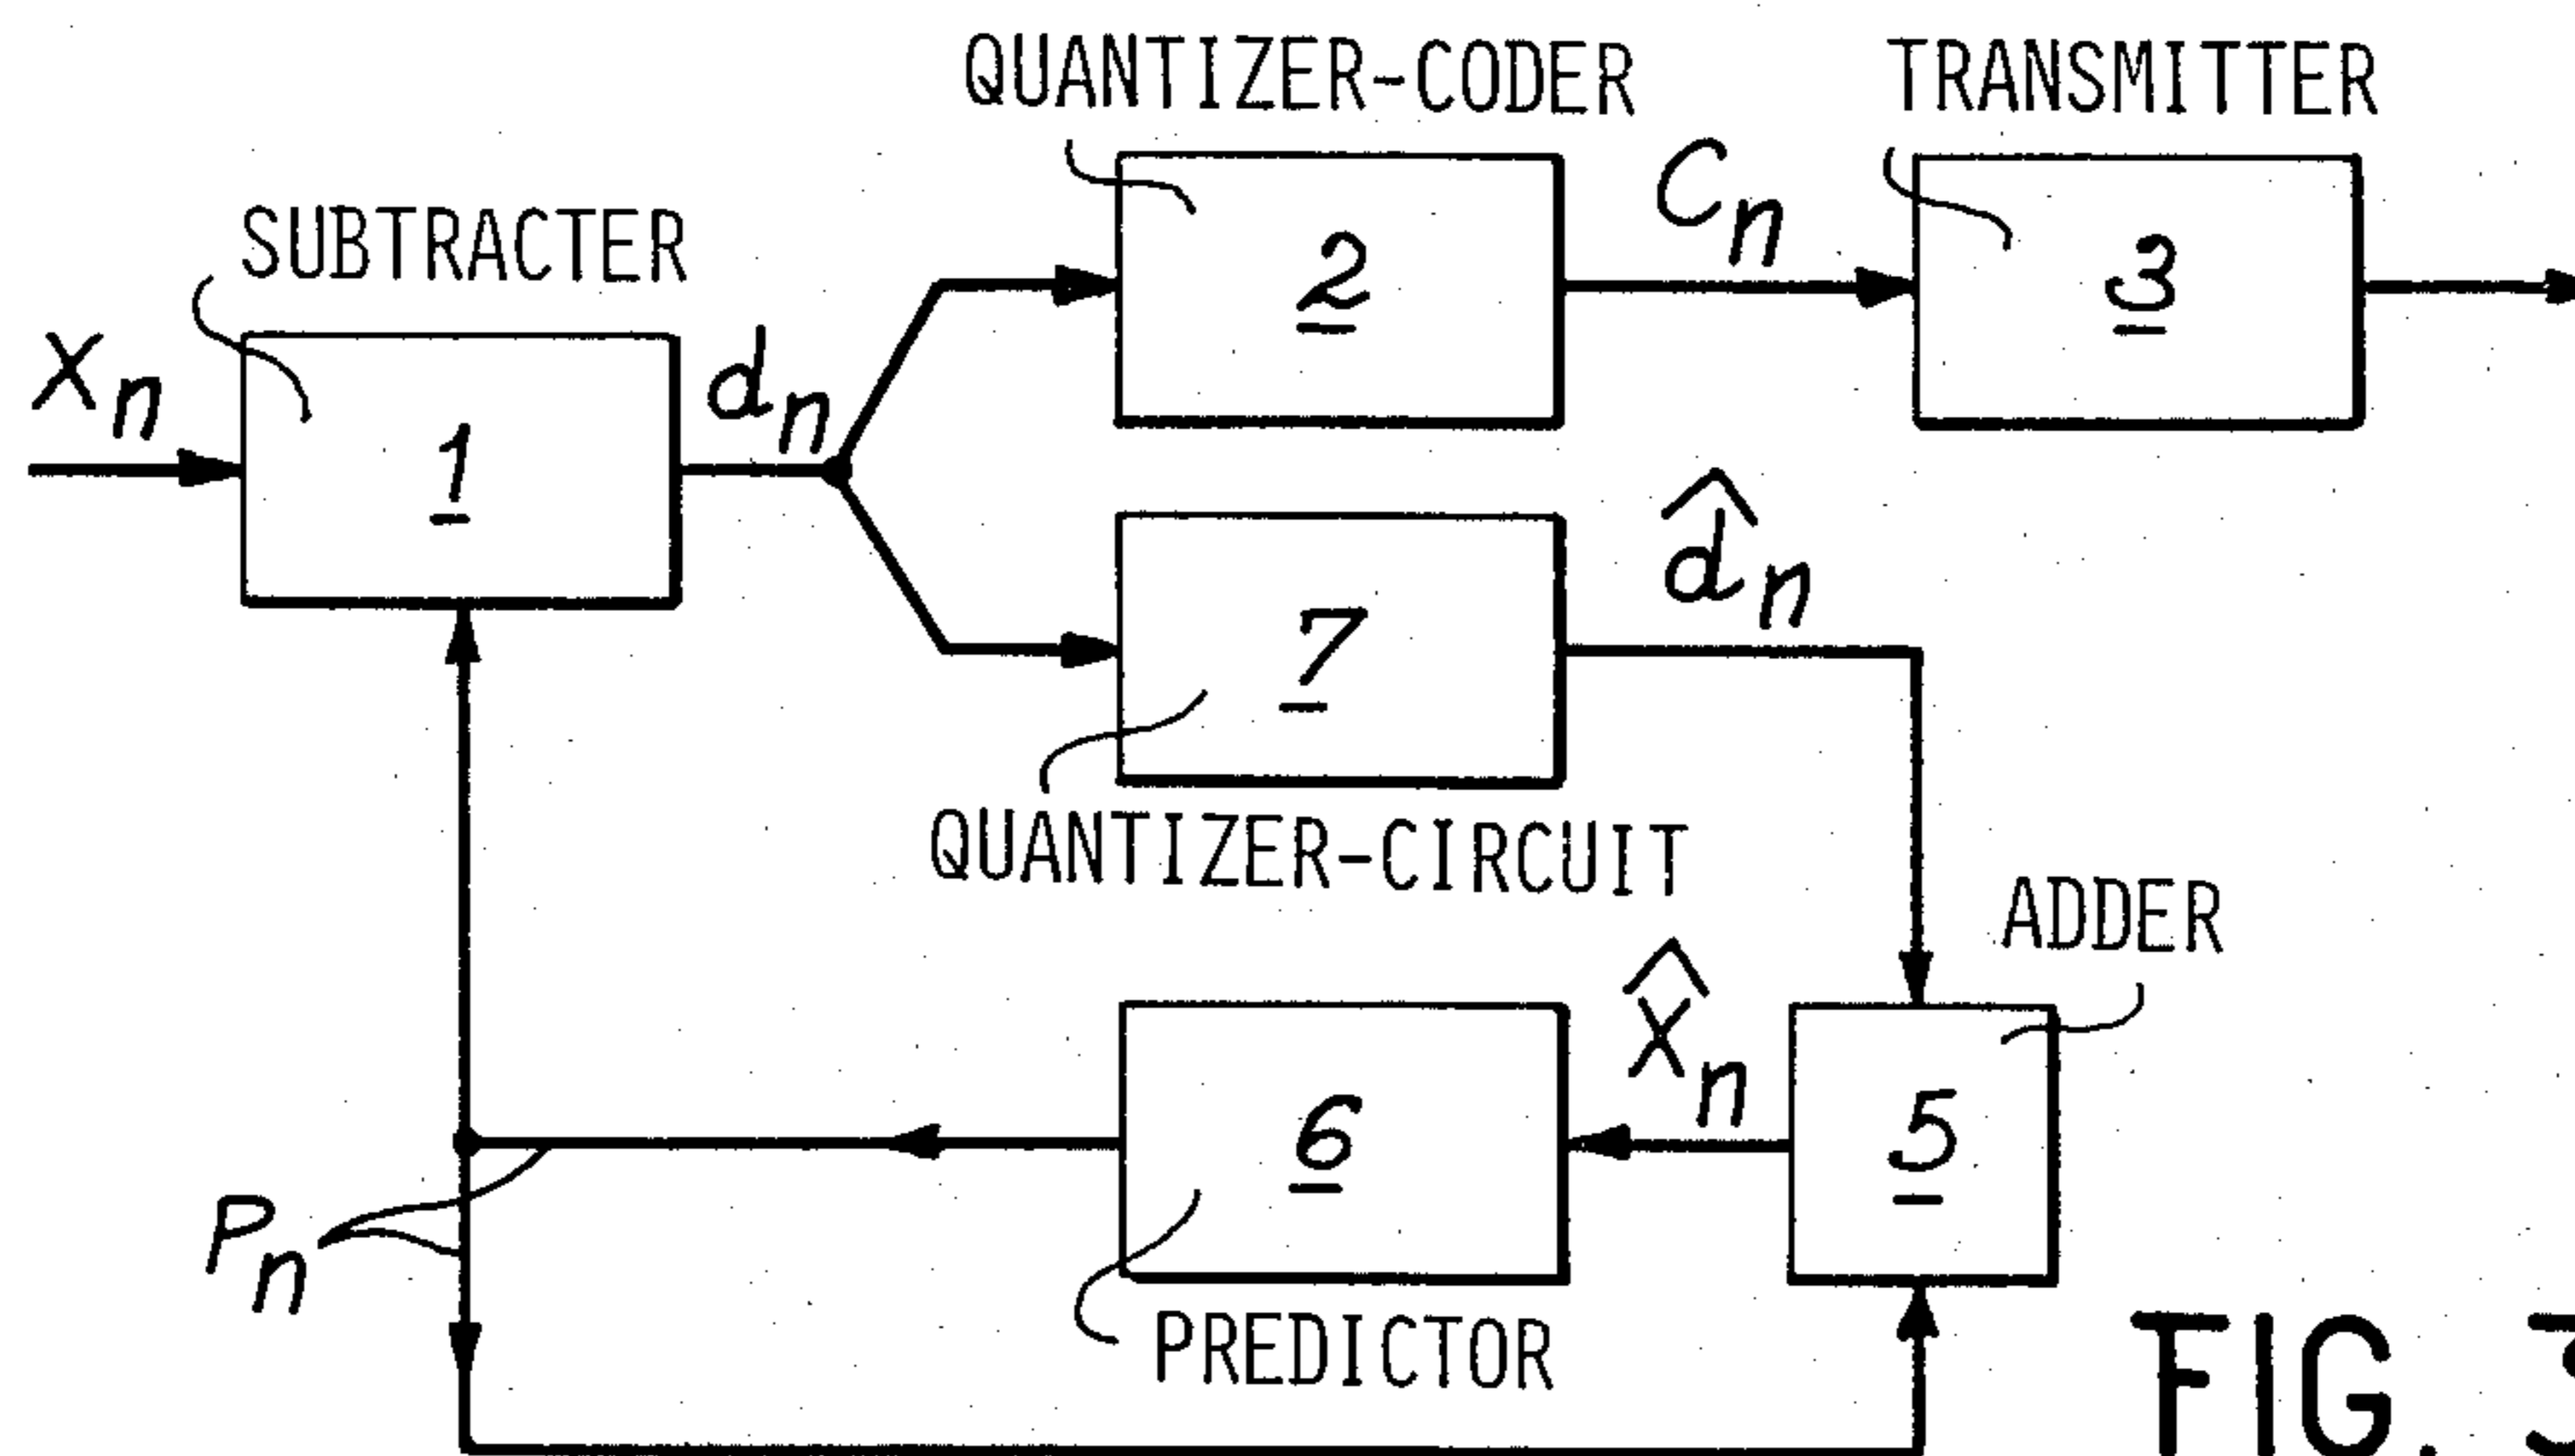 QUANTIZER-CODER
TRANSMITTER
SUBTRACTER
Cn
Xn
dn
2
3
1
d̂n
7
QUANTIZER-CIRCUIT
ADDER
X̂n
6
5
Pn
PREDICTOR
FIG. 3